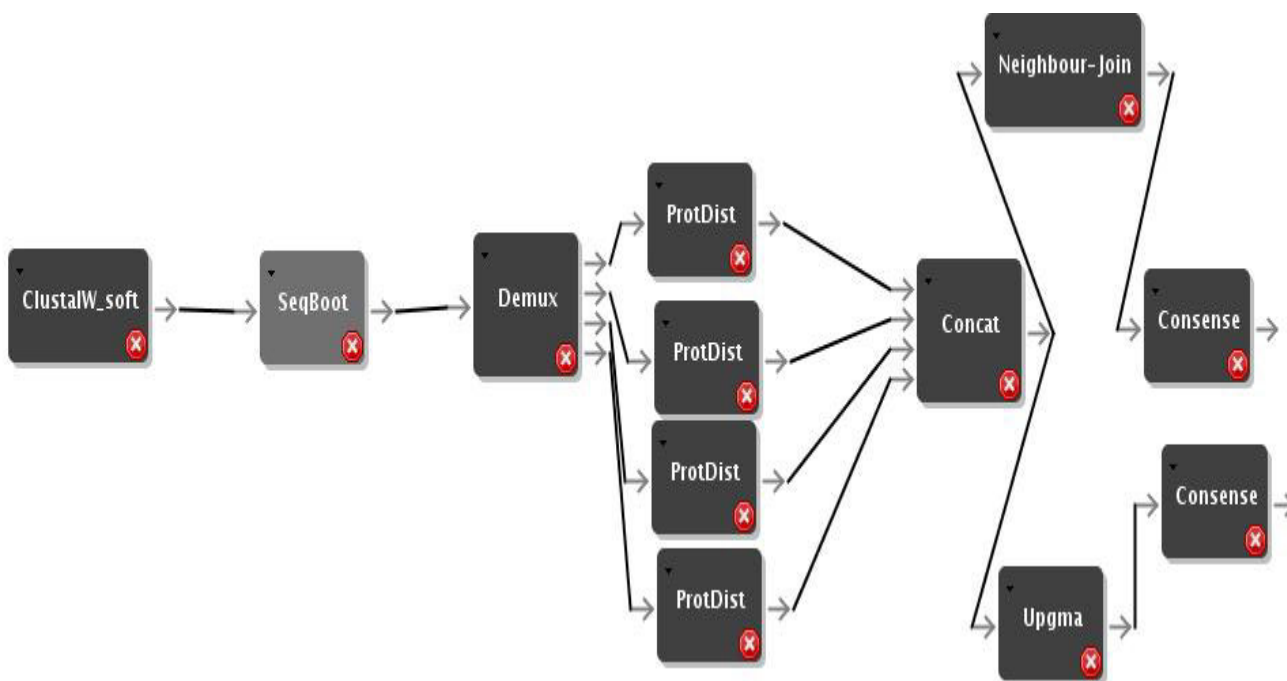 ClustalW_soft
SeqBoot
Demux
ProtDist
ProtDist
ProtDist
ProtDist
Concat
Neighbour-Join
Consense
Upgma
Consense